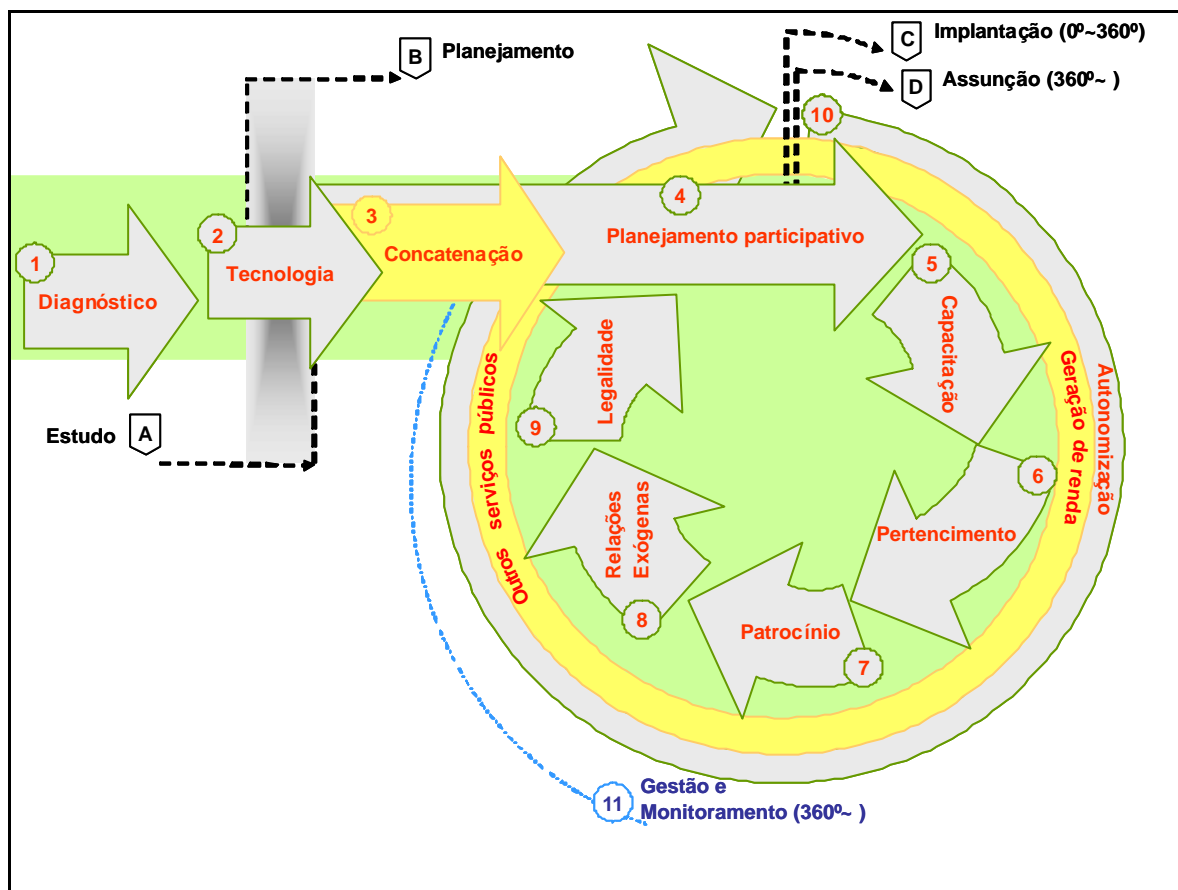 C
Implantação (0º~360º)
B
Planejamento
D
Assunção (360º~ )
10
4
Planejamento participativo
3
Concatenação
2
Tecnologia
1
Diagnóstico
5
Capacitação
Legalidade
9
Outros serviços públicos
Geração de renda
Autonomização
Estudo
A
6
Pertencimento
Relações
Exógenas
8
Patrocínio
7
11
Gestão e
Monitoramento (360º~ )